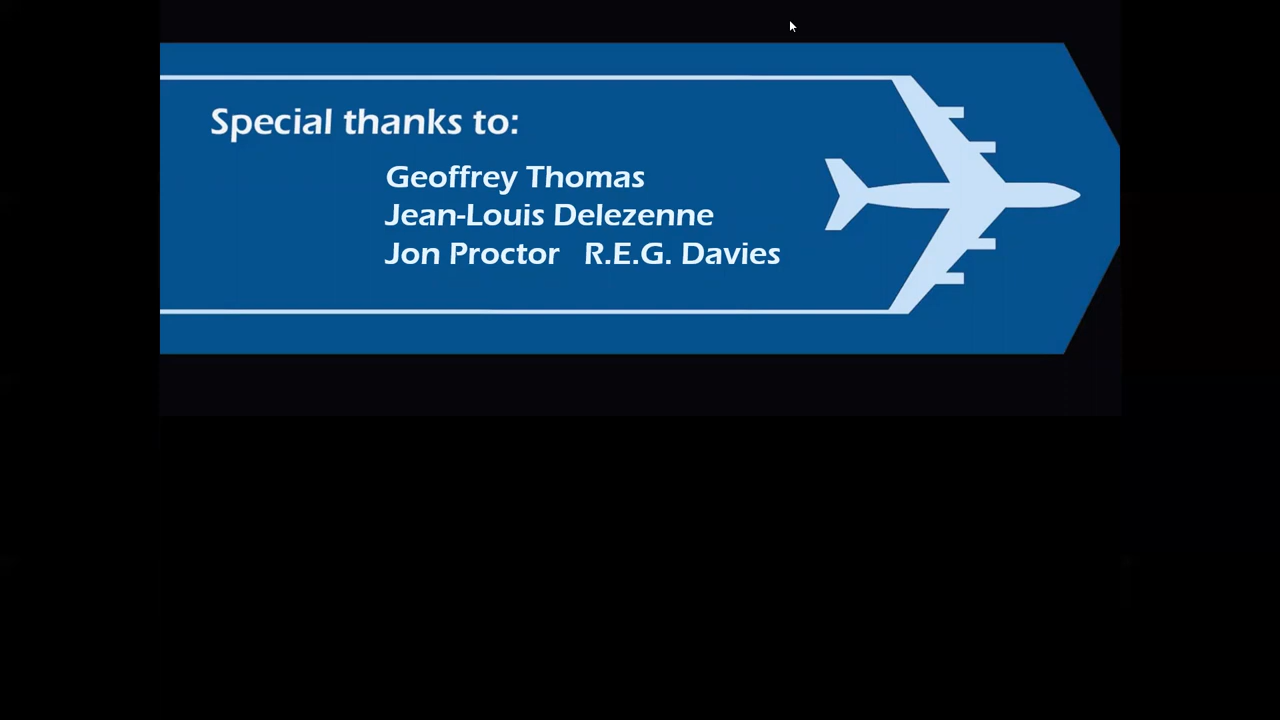 Special thanks to:
Geoffrey Thomas
Jean-Louis Delezenne
Jon Proctor R.E.G. Davies